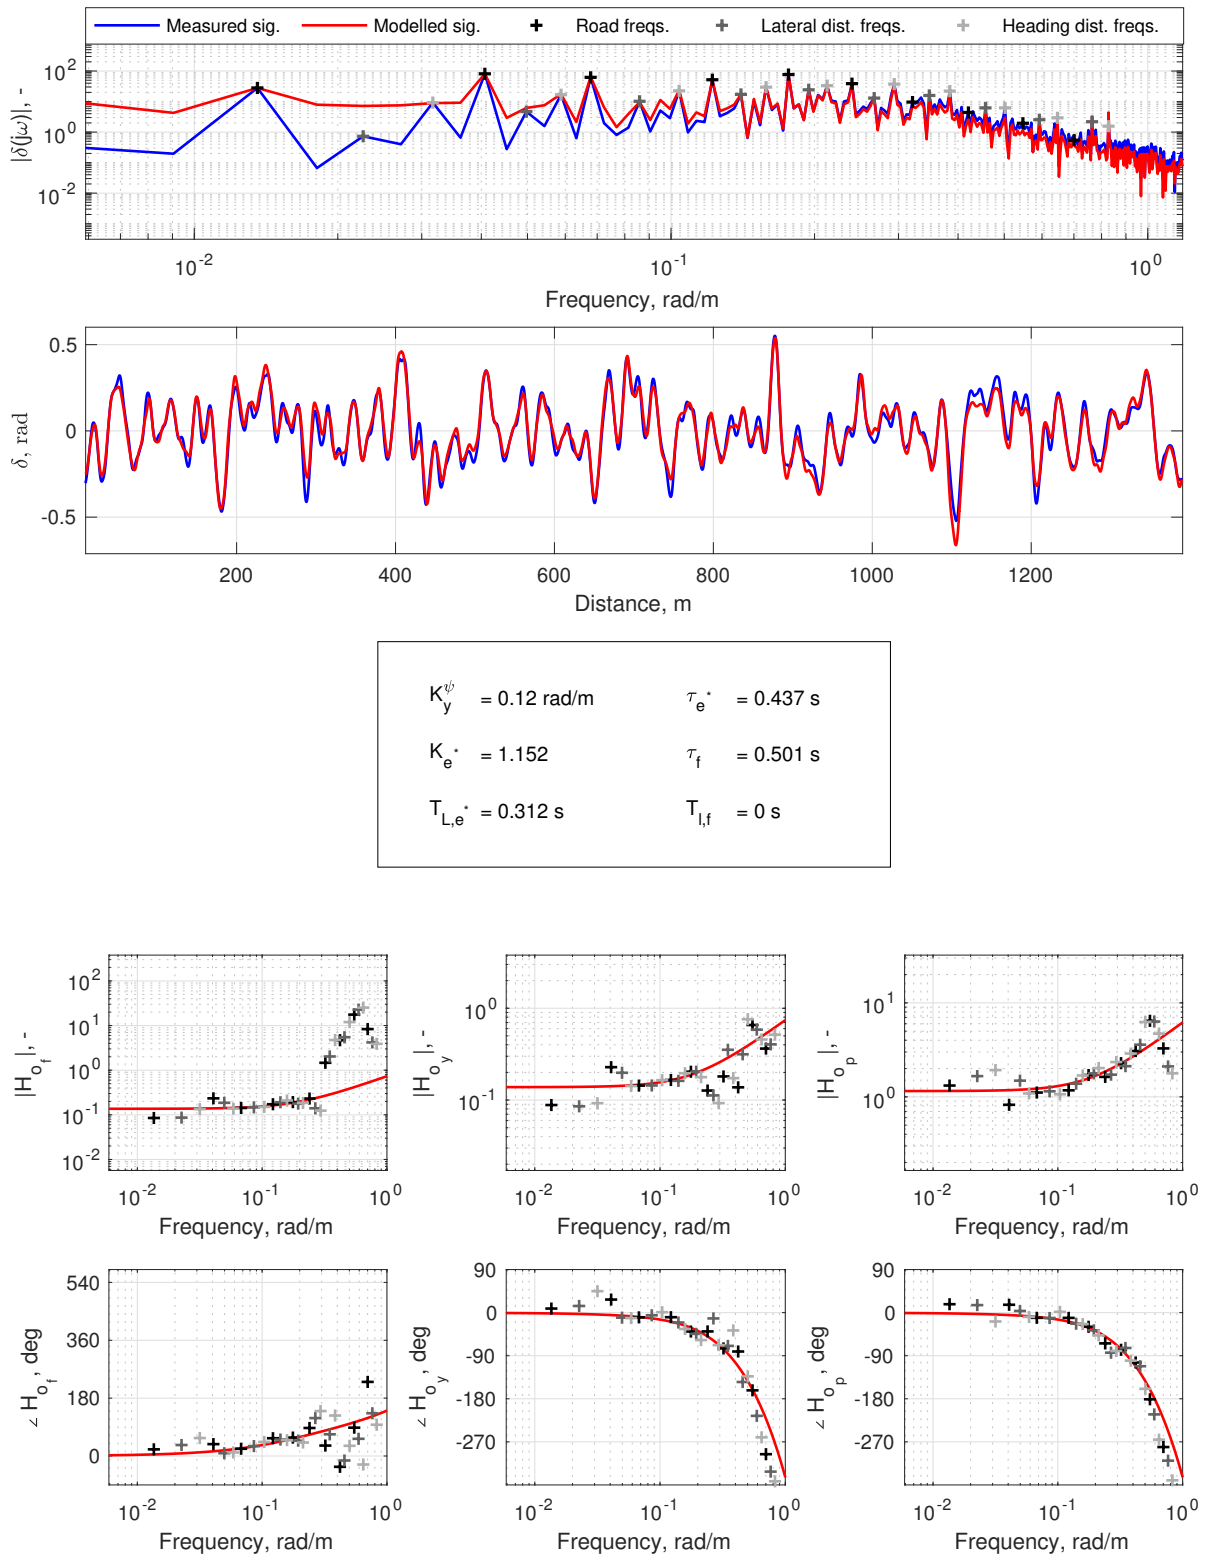 Measured sig. Modelled sig. Road freqs. Lateral dist. freqs. Heading dist. freqs.
|δ(jω)|, -
10^2
10^0
10^-2
10^-2 10^-1 10^0
Frequency, rad/m
δ, rad
0.5
0
-0.5
200 400 600 800 1000 1200
Distance, m
K_y^ψ = 0.12 rad/m τ_e* = 0.437 s
K_e* = 1.152 τ_f = 0.501 s
T_L,e* = 0.312 s T_l,f = 0 s
|H_o_f|, -
10^2
10^1
10^0
10^-1
10^-2
10^-2 10^-1 10^0
Frequency, rad/m
|H_o_y|, -
10^0
10^-1
10^-2 10^-1 10^0
Frequency, rad/m
|H_o_p|, -
10^1
10^0
10^-2 10^-1 10^0
Frequency, rad/m
∠ H_o_f, deg
540
360
180
0
10^-2 10^-1 10^0
Frequency, rad/m
∠ H_o_y, deg
90
0
-90
-180
-270
10^-2 10^-1 10^0
Frequency, rad/m
∠ H_o_p, deg
90
0
-90
-180
-270
10^-2 10^-1 10^0
Frequency, rad/m